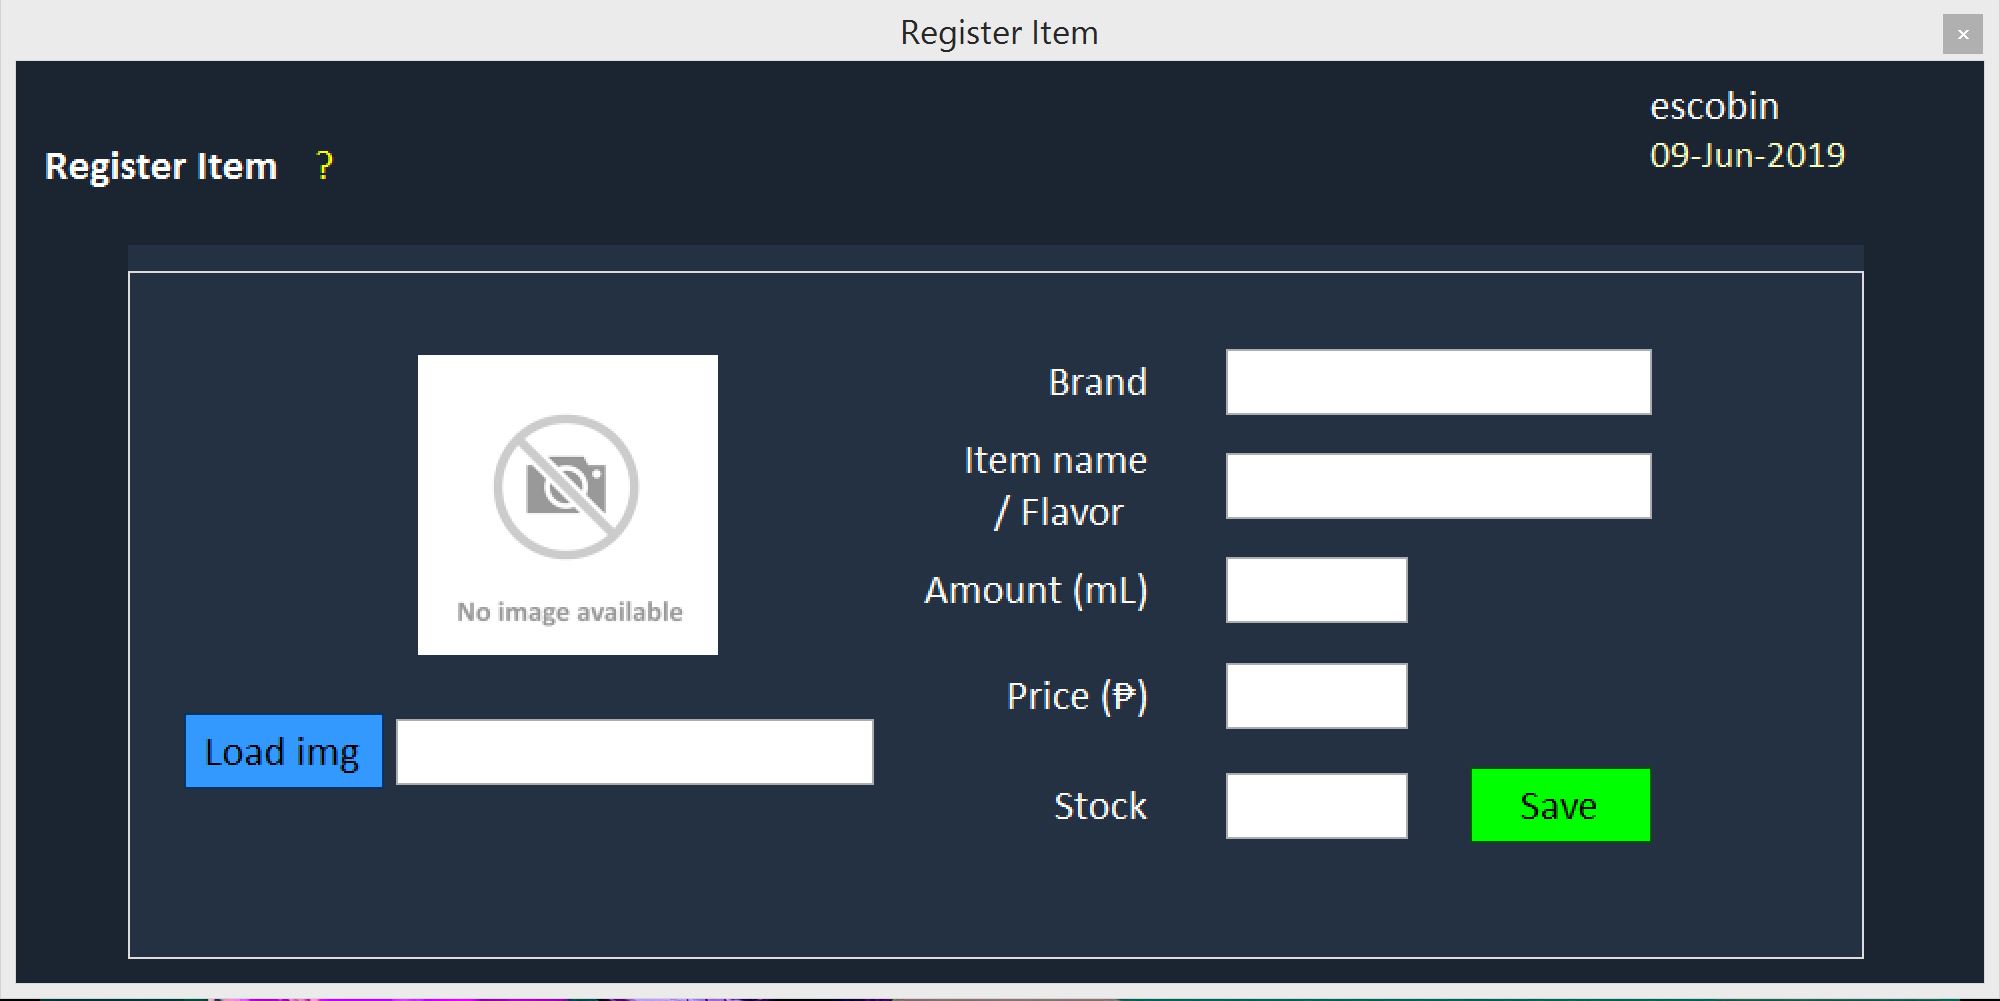 Register Item
×
escobin
09-Jun-2019
Register Item ?
No image available
Load img
Brand
Item name
/ Flavor
Amount (mL)
Price (₱)
Stock
Save